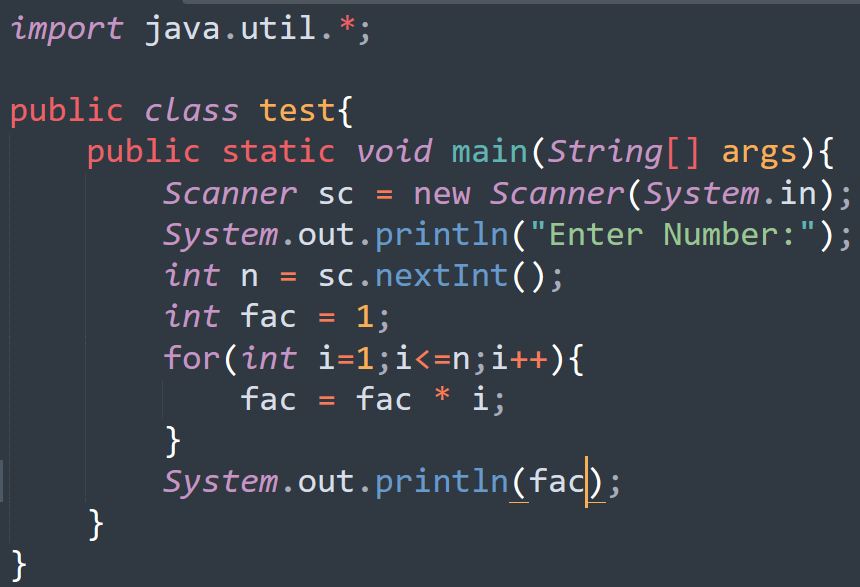 import java.util.*;
public class test{
public static void main(String[] args){
Scanner sc = new Scanner(System.in);
System.out.println("Enter Number:");
int n = sc.nextInt();
int fac = 1;
for(int i=1;i<=n;i++){
fac = fac * i;
}
System.out.println(fac);
}
}